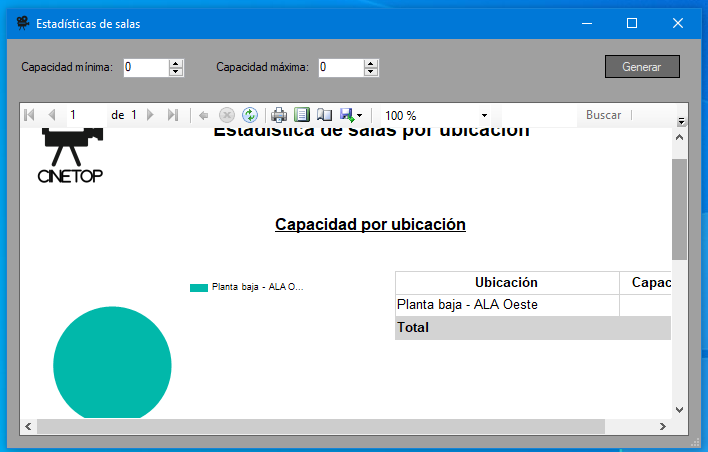 Estadísticas de salas
Capacidad mínima: 0 Capacidad máxima: 0 Generar
1 de 1 100 % Buscar
Estadística de salas por ubicación
CINETOP
Capacidad por ubicación
Planta baja - ALA O...
Ubicación Capac
Planta baja - ALA Oeste
Total